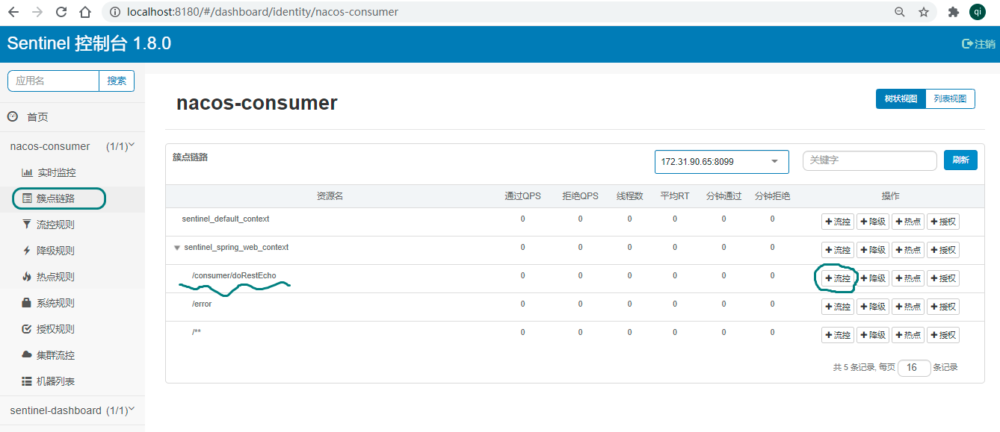 localhost:8180/#/dashboard/identity/nacos-consumer
qi
Sentinel 控制台 1.8.0
注销
应用名
搜索
首页
nacos-consumer (1/1)
实时监控
簇点链路
流控规则
降级规则
热点规则
系统规则
授权规则
集群流控
机器列表
sentinel-dashboard (1/1)
nacos-consumer
树状视图 列表视图
簇点链路
172.31.90.65:8099
关键字
刷新
资源名 通过QPS 拒绝QPS 线程数 平均RT 分钟通过 分钟拒绝 操作
sentinel_default_context 0 0 0 0 0 0 +流控 +降级 +热点 +授权
sentinel_spring_web_context 0 0 0 0 0 0 +流控 +降级 +热点 +授权
/consumer/doRestEcho 0 0 0 0 0 0 +流控 +降级 +热点 +授权
/error 0 0 0 0 0 0 +流控 +降级 +热点 +授权
/** 0 0 0 0 0 0 +流控 +降级 +热点 +授权
共 5 条记录, 每页 16 条记录